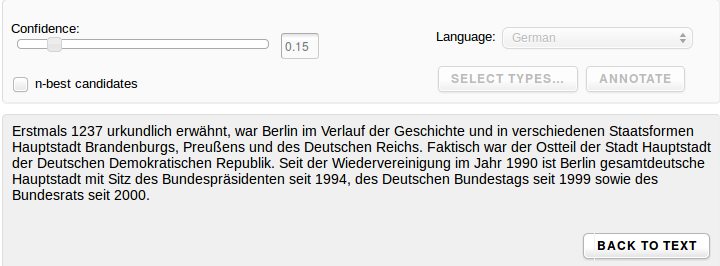 Confidence:
0.15
Language: German
n-best candidates
SELECT TYPES... ANNOTATE
Erstmals 1237 urkundlich erwähnt, war Berlin im Verlauf der Geschichte und in verschiedenen Staatsformen
Hauptstadt Brandenburgs, Preußens und des Deutschen Reichs. Faktisch war der Ostteil der Stadt Hauptstadt
der Deutschen Demokratischen Republik. Seit der Wiedervereinigung im Jahr 1990 ist Berlin gesamtdeutsche
Hauptstadt mit Sitz des Bundespräsidenten seit 1994, des Deutschen Bundestags seit 1999 sowie des
Bundesrats seit 2000.
BACK TO TEXT